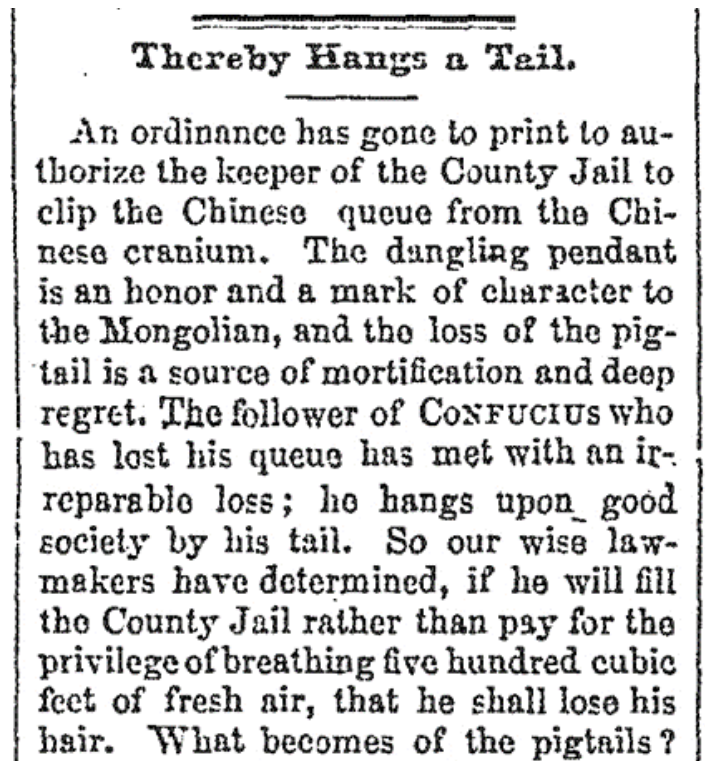 Thereby Hangs a Tail.
An ordinance has gone to print to au-
thorize the keeper of the County Jail to
clip the Chinese queue from the Chi-
nese cranium. The dangling pendant
is an honor and a mark of character to
the Mongolian, and the loss of the pig-
tail is a source of mortification and deep
regret. The follower of CONFUCIUS who
has lost his queue has met with an ir-
reparable loss; he hangs upon good
society by his tail. So our wise law-
makers have determined, if he will fill
the County Jail rather than pay for the
privilege of breathing five hundred cubic
feet of fresh air, that he shall lose his
hair. What becomes of the pigtails?